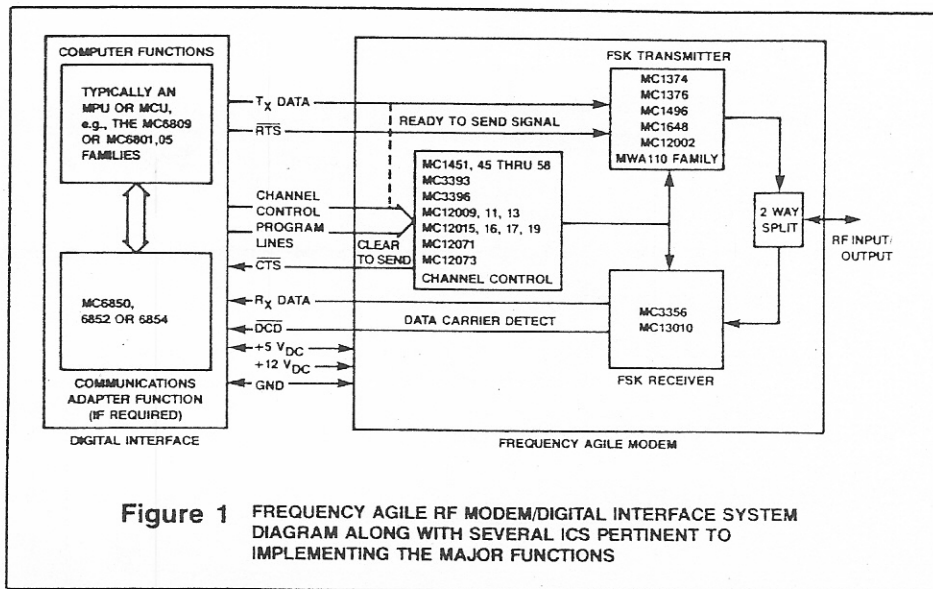 COMPUTER FUNCTIONS
TYPICALLY AN
MPU OR MCU,
e.g., THE MC6809
OR MC6801,05
FAMILIES
MC6850,
6852 OR 6854
COMMUNICATIONS
ADAPTER FUNCTION
(IF REQUIRED)
DIGITAL INTERFACE
TX DATA
RTS
READY TO SEND SIGNAL
CHANNEL
CONTROL
PROGRAM
LINES
CLEAR
TO SEND
CTS
RX DATA
DCD
DATA CARRIER DETECT
+5 VDC
+12 VDC
GND
MC1451, 45 THRU 58
MC3393
MC3396
MC12009, 11, 13
MC12015, 16, 17, 19
MC12071
MC12073
CHANNEL CONTROL
FSK TRANSMITTER
MC1374
MC1376
MC1496
MC1648
MC12002
MWA110 FAMILY
2 WAY
SPLIT
RF INPUT/
OUTPUT
MC3356
MC13010
FSK RECEIVER
FREQUENCY AGILE MODEM
Figure 1 FREQUENCY AGILE RF MODEM/DIGITAL INTERFACE SYSTEM
DIAGRAM ALONG WITH SEVERAL ICS PERTINENT TO
IMPLEMENTING THE MAJOR FUNCTIONS